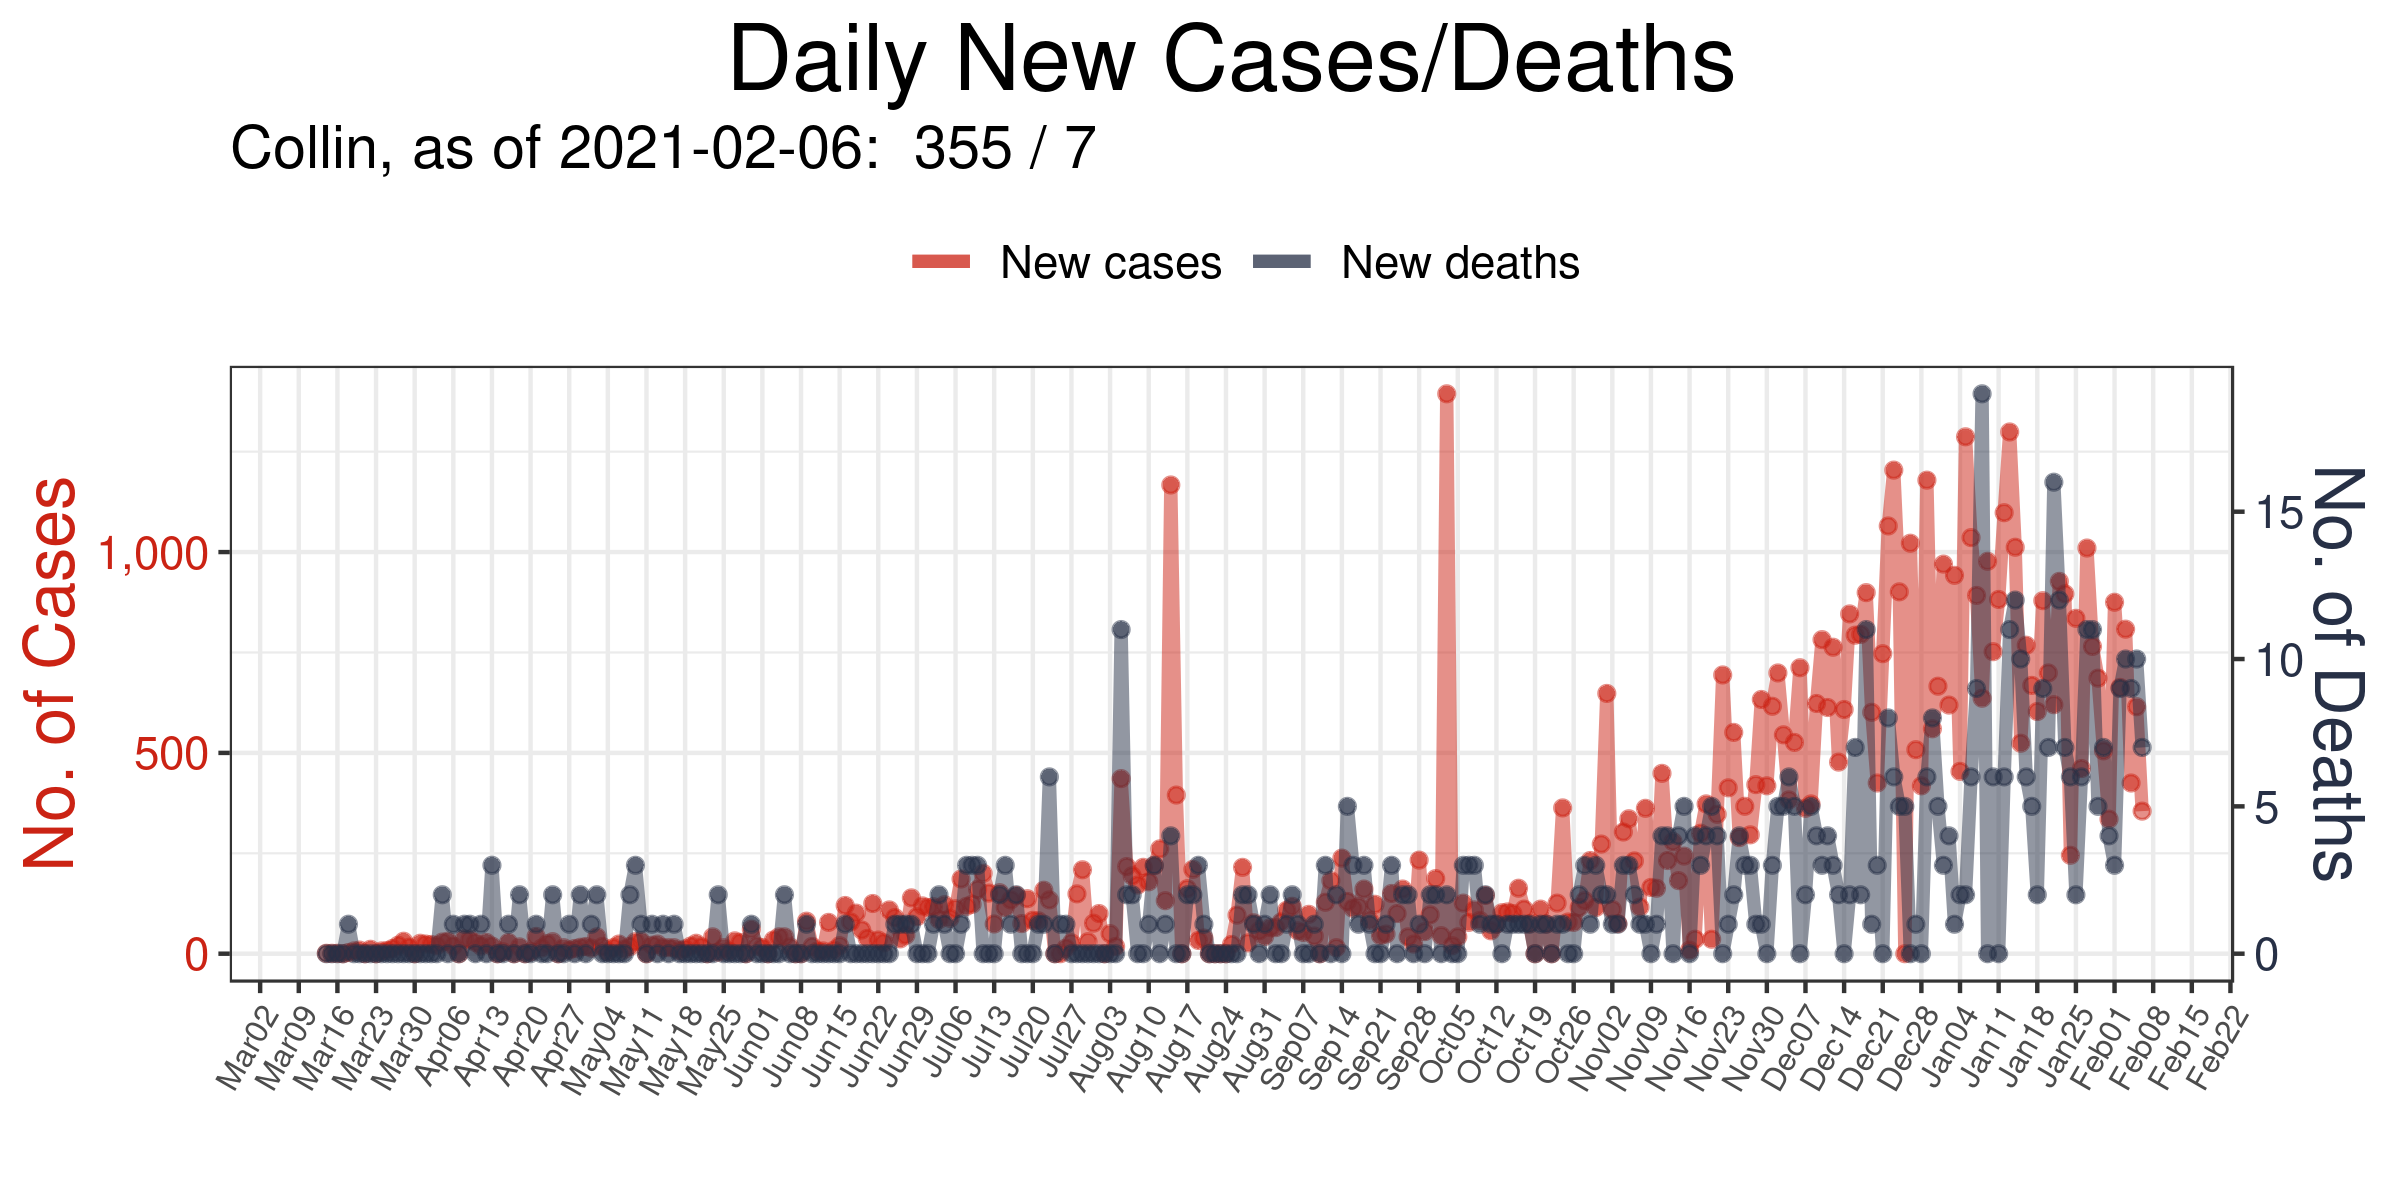 Daily New Cases/Deaths
Collin, as of 2021-02-06: 355 / 7
New cases
New deaths
No. of Cases
1,000
500
0
No. of Deaths
15
10
5
0
Mar02
Mar09
Mar16
Mar23
Mar30
Apr06
Apr13
Apr20
Apr27
May04
May11
May18
May25
Jun01
Jun08
Jun15
Jun22
Jun29
Jul06
Jul13
Jul20
Jul27
Aug03
Aug10
Aug17
Aug24
Aug31
Sep07
Sep14
Sep21
Sep28
Oct05
Oct12
Oct19
Oct26
Nov02
Nov09
Nov16
Nov23
Nov30
Dec07
Dec14
Dec21
Dec28
Jan04
Jan11
Jan18
Jan25
Feb01
Feb08
Feb15
Feb22